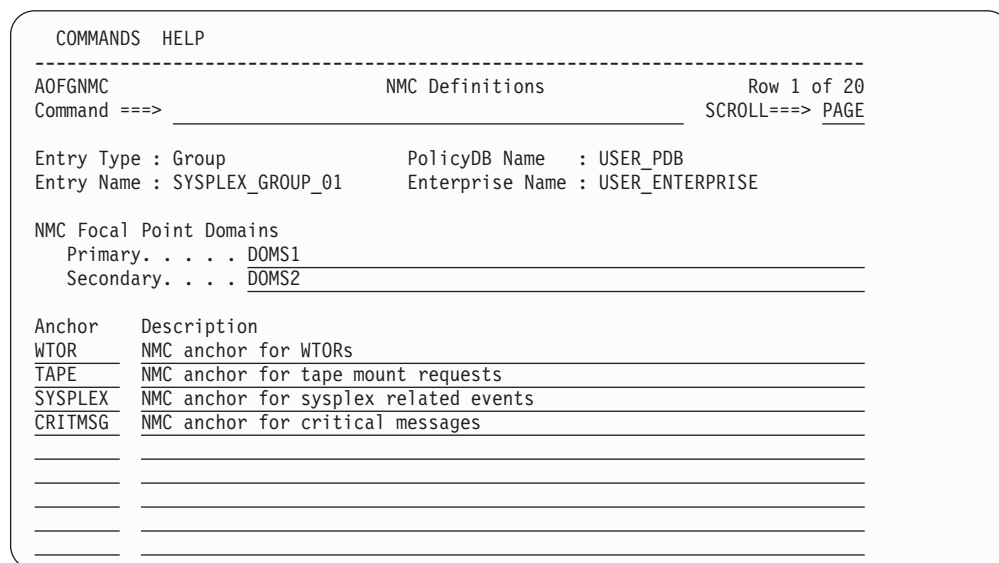 COMMANDS HELP
--------------------------------------------------------------------------------
AOFGNMC NMC Definitions Row 1 of 20
Command ===> SCROLL===> PAGE
Entry Type : Group PolicyDB Name : USER_PDB
Entry Name : SYSPLEX_GROUP_01 Enterprise Name : USER_ENTERPRISE
NMC Focal Point Domains
Primary. . . . . DOMS1
Secondary. . . . DOMS2
Anchor Description
WTOR NMC anchor for WTORs
TAPE NMC anchor for tape mount requests
SYSPLEX NMC anchor for sysplex related events
CRITMSG NMC anchor for critical messages